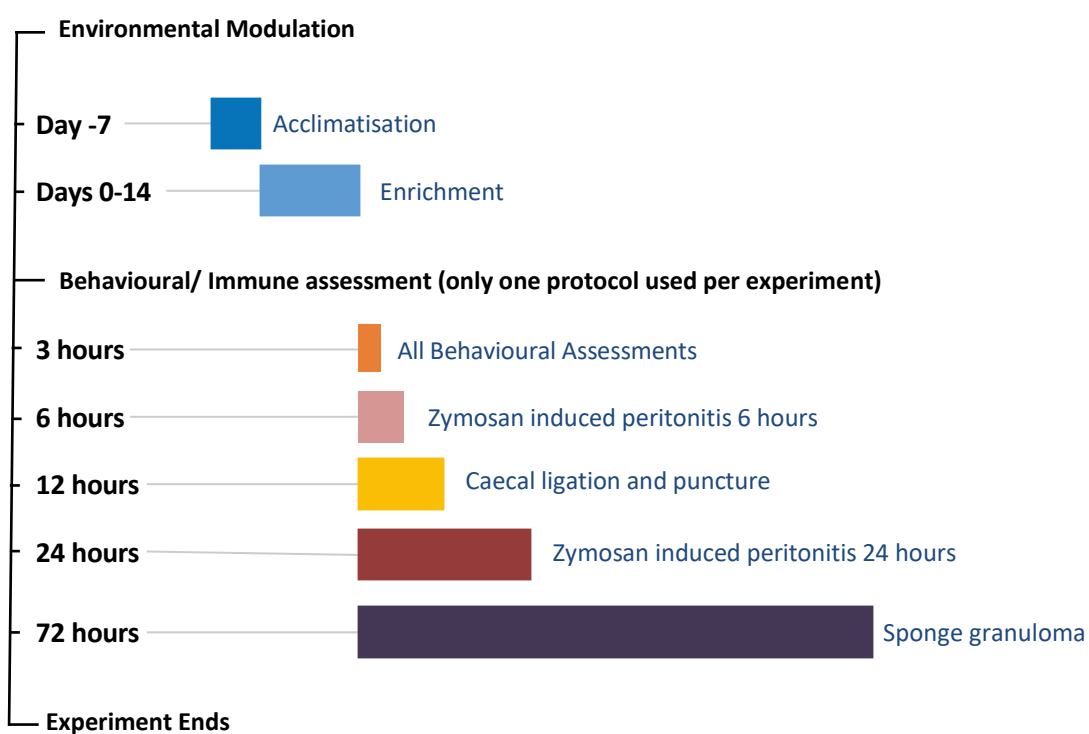 Environmental Modulation
Day -7 Acclimatisation
Days 0-14 Enrichment
Behavioural/ Immune assessment (only one protocol used per experiment)
3 hours All Behavioural Assessments
6 hours Zymosan induced peritonitis 6 hours
12 hours Caecal ligation and puncture
24 hours Zymosan induced peritonitis 24 hours
72 hours Sponge granuloma
Experiment Ends